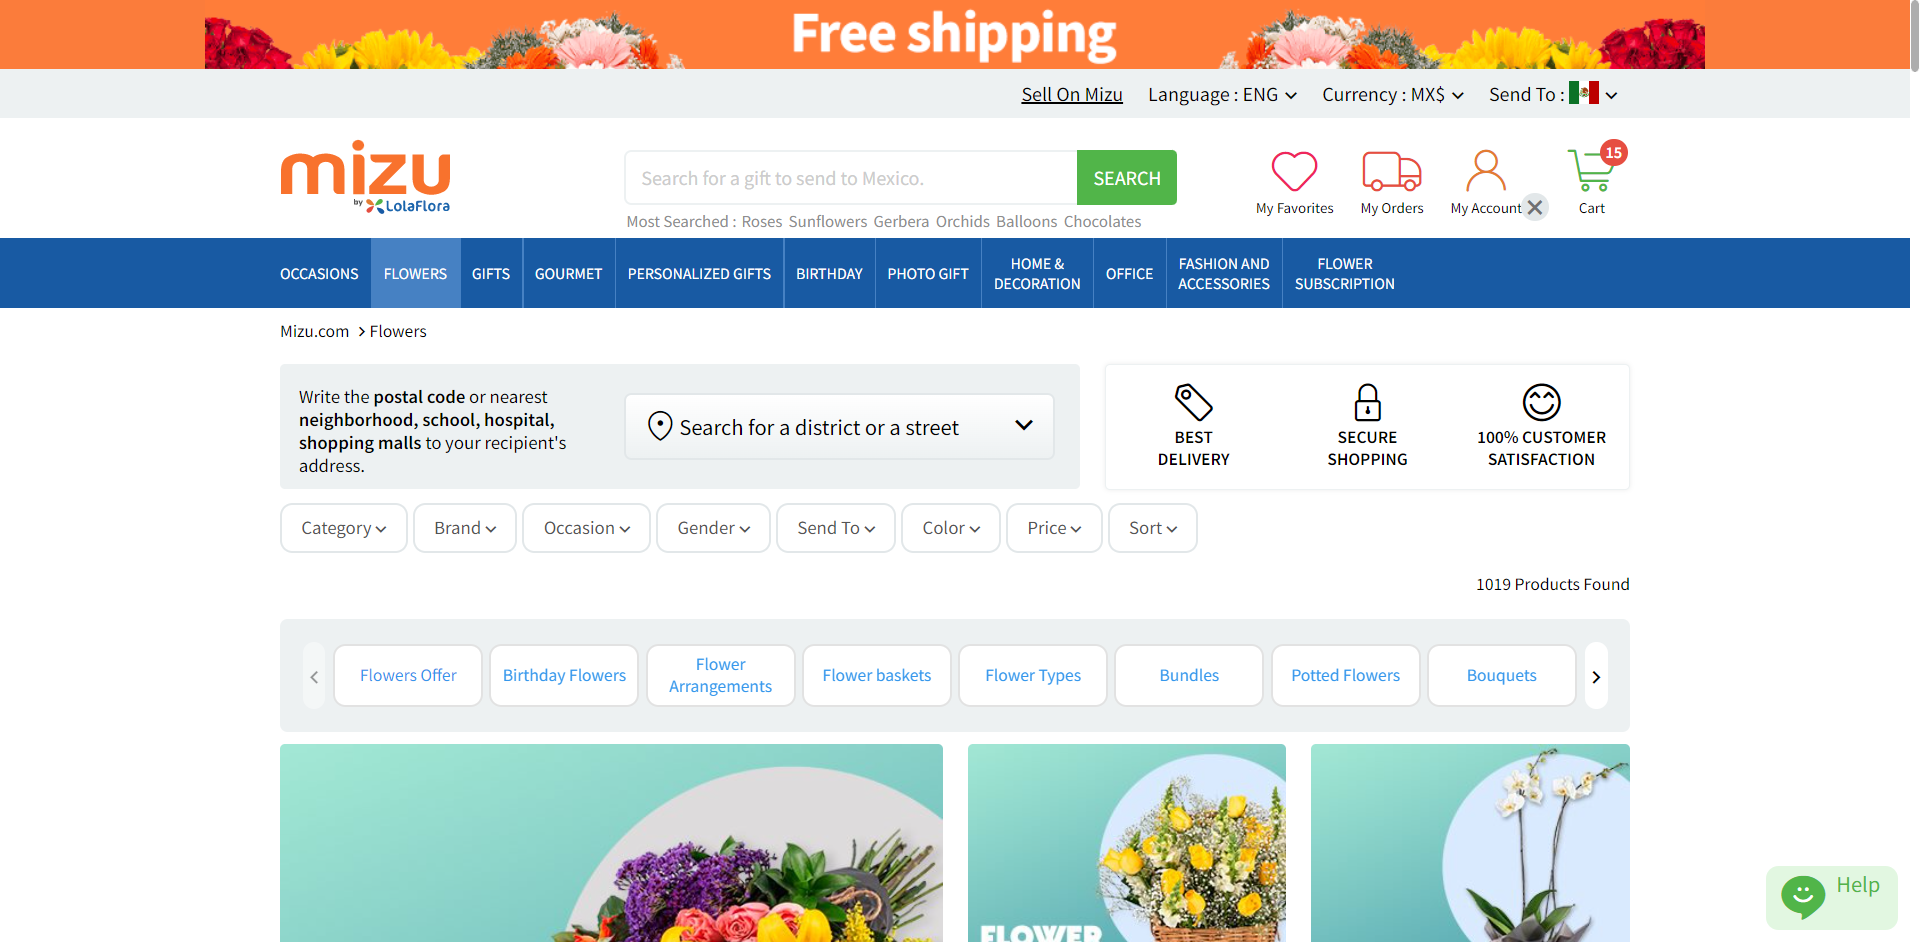 Free shipping
Sell On Mizu
Language : ENG
Currency : MX$
Send To :
mizu
by LolaFlora
Search for a gift to send to Mexico.
SEARCH
Most Searched : Roses Sunflowers Gerbera Orchids Balloons Chocolates
My Favorites
My Orders
My Account
15
Cart
OCCASIONS
FLOWERS
GIFTS
GOURMET
PERSONALIZED GIFTS
BIRTHDAY
PHOTO GIFT
HOME &
DECORATION
OFFICE
FASHION AND
ACCESSORIES
FLOWER
SUBSCRIPTION
Mizu.com > Flowers
Write the postal code or nearest
neighborhood, school, hospital,
shopping malls to your recipient's
address.
Search for a district or a street
BEST
DELIVERY
SECURE
SHOPPING
100% CUSTOMER
SATISFACTION
Category
Brand
Occasion
Gender
Send To
Color
Price
Sort
1019 Products Found
Flowers Offer
Birthday Flowers
Flower
Arrangements
Flower baskets
Flower Types
Bundles
Potted Flowers
Bouquets
FLOWER
Help